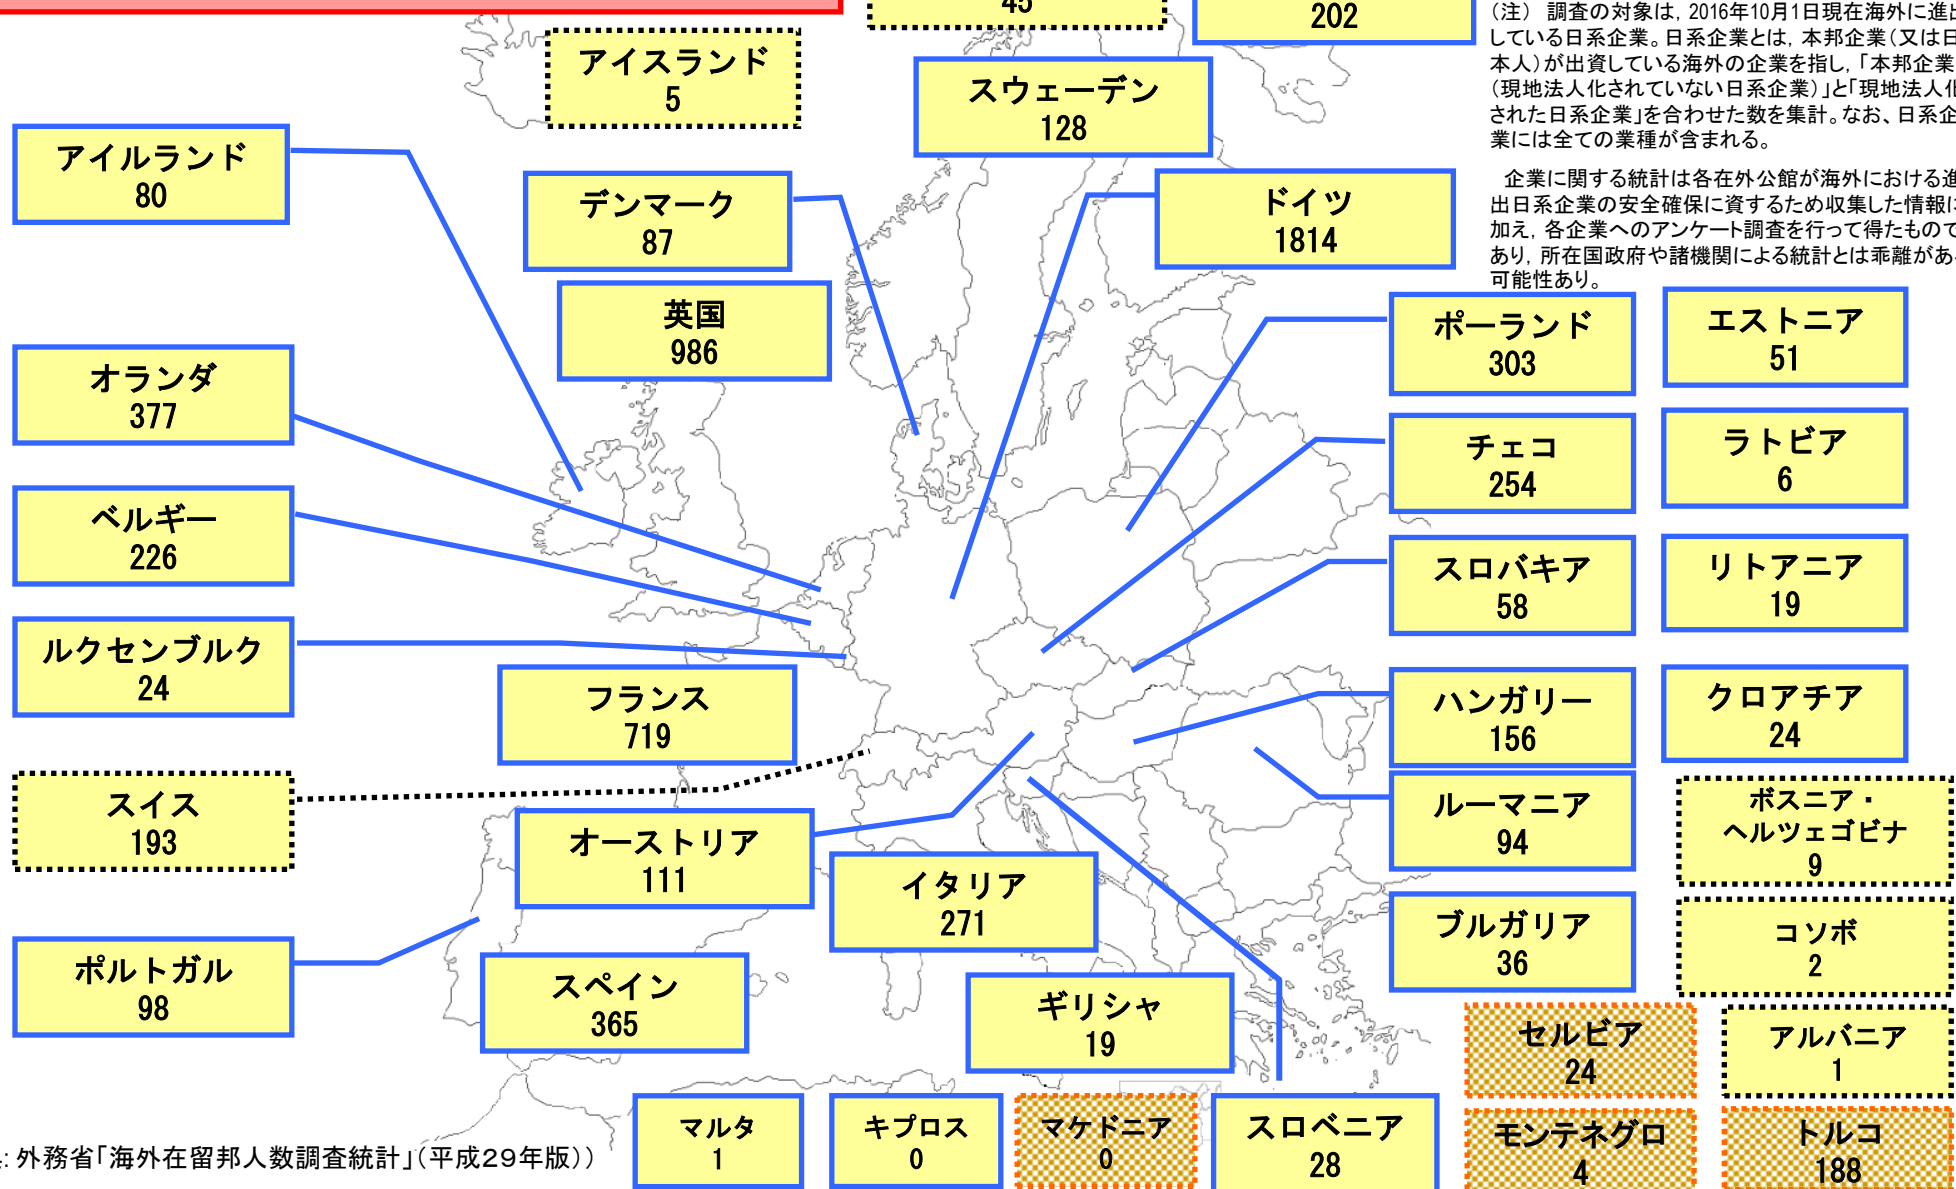 45
202
アイスランド
5
スウェーデン
128
アイルランド
80
デンマーク
87
ドイツ
1814
英国
986
(注) 調査の対象は, 2016年10月1日現在海外に進出
している日系企業。日系企業とは, 本邦企業(又は日
本人)が出資している海外の企業を指し,「本邦企業
(現地法人化されていない日系企業)」と「現地法人化
された日系企業」を合わせた数を集計。なお、日系企
業には全ての業種が含まれる。
企業に関する統計は各在外公館が海外における進
出日系企業の安全確保に資するため収集した情報に
加え, 各企業へのアンケート調査を行って得たもので
あり, 所在国政府や諸機関による統計とは乖離がある
可能性あり。
オランダ
377
ポーランド
303
エストニア
51
チェコ
254
ラトビア
6
ベルギー
226
スロバキア
58
リトアニア
19
ルクセンブルク
24
フランス
719
ハンガリー
156
クロアチア
24
スイス
193
オーストリア
111
イタリア
271
ルーマニア
94
ボスニア・
ヘルツェゴビナ
9
ブルガリア
36
コソボ
2
ポルトガル
98
スペイン
365
ギリシャ
19
セルビア
24
アルバニア
1
マルタ
1
キプロス
0
マケドニア
0
スロベニア
28
モンテネグロ
4
トルコ
188
: 外務省「海外在留邦人数調査統計」(平成29年版))